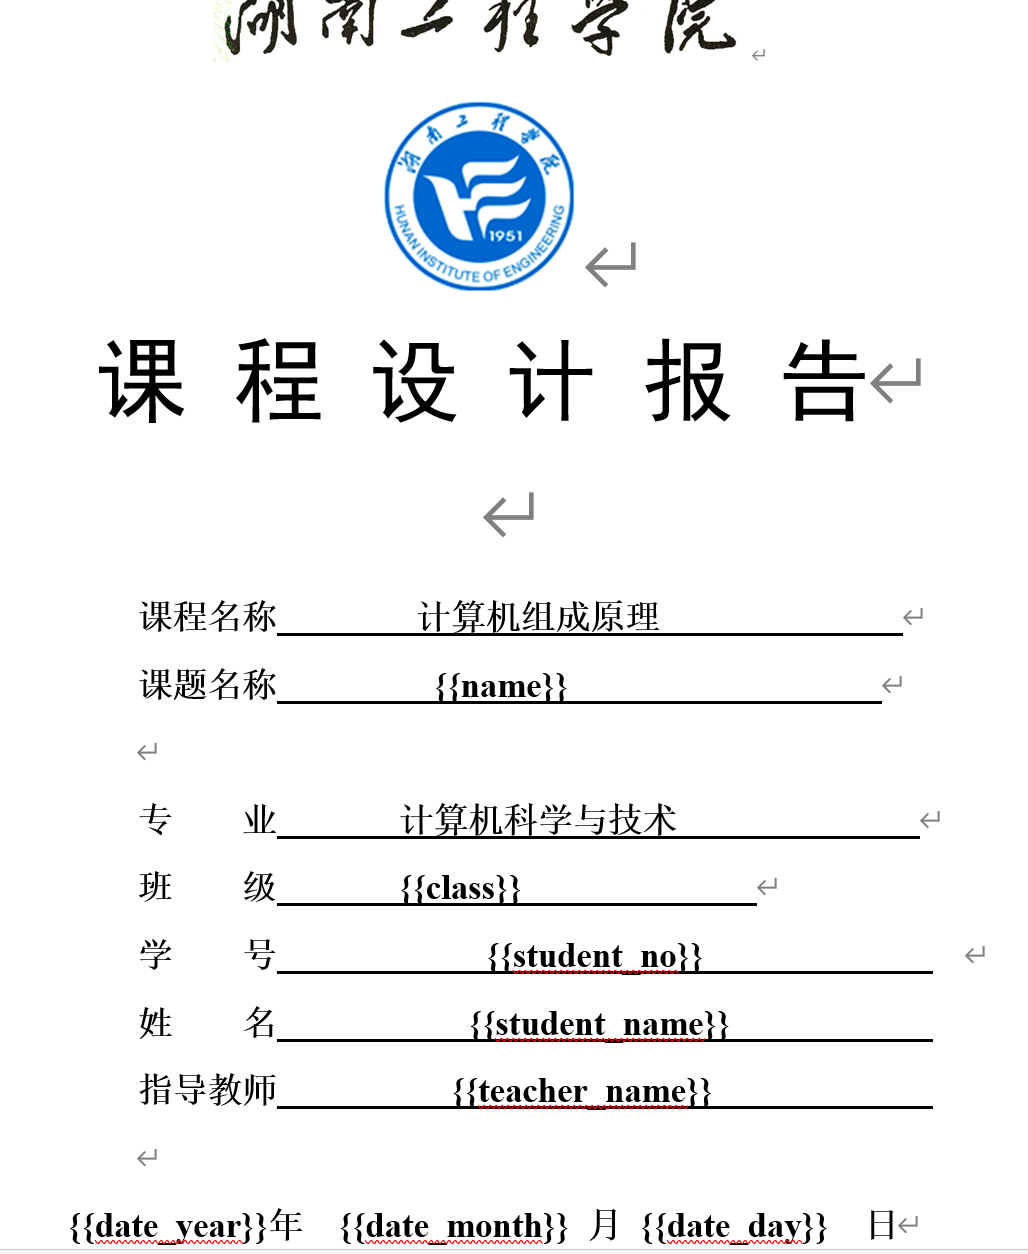 湖南工程学院
湖南工程学院
HUNAN INSTITUTE OF ENGINEERING
1951
课 程 设 计 报 告
课程名称 计算机组成原理
课题名称 {{name}}
专 业 计算机科学与技术
班 级 {{class}}
学 号 {{student_no}}
姓 名 {{student_name}}
指导教师 {{teacher_name}}
{{date_year}}年 {{date_month}} 月 {{date_day}} 日